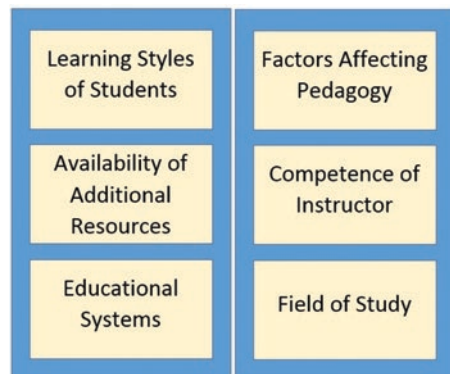 Learning Styles
of Students
Availability of
Additional
Resources
Educational
Systems
Factors Affecting
Pedagogy
Competence of
Instructor
Field of Study